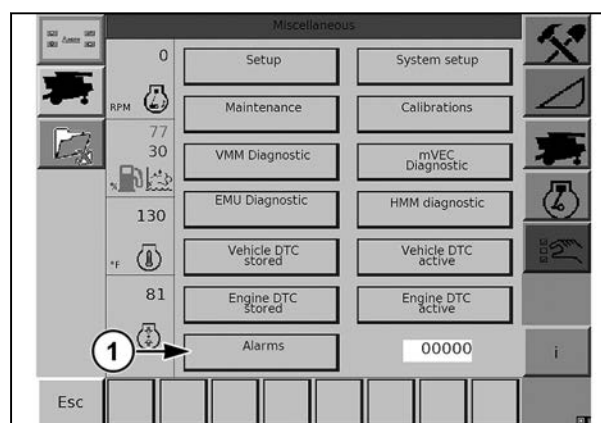 Miscellaneous
0
RPM
77
30
%
130
°F
81
Setup
System setup
Maintenance
Calibrations
VMM Diagnostic
mVEC
Diagnostic
EMU Diagnostic
HMM diagnostic
Vehicle DTC
stored
Vehicle DTC
active
Engine DTC
stored
Engine DTC
active
1
Alarms
00000
i
Esc